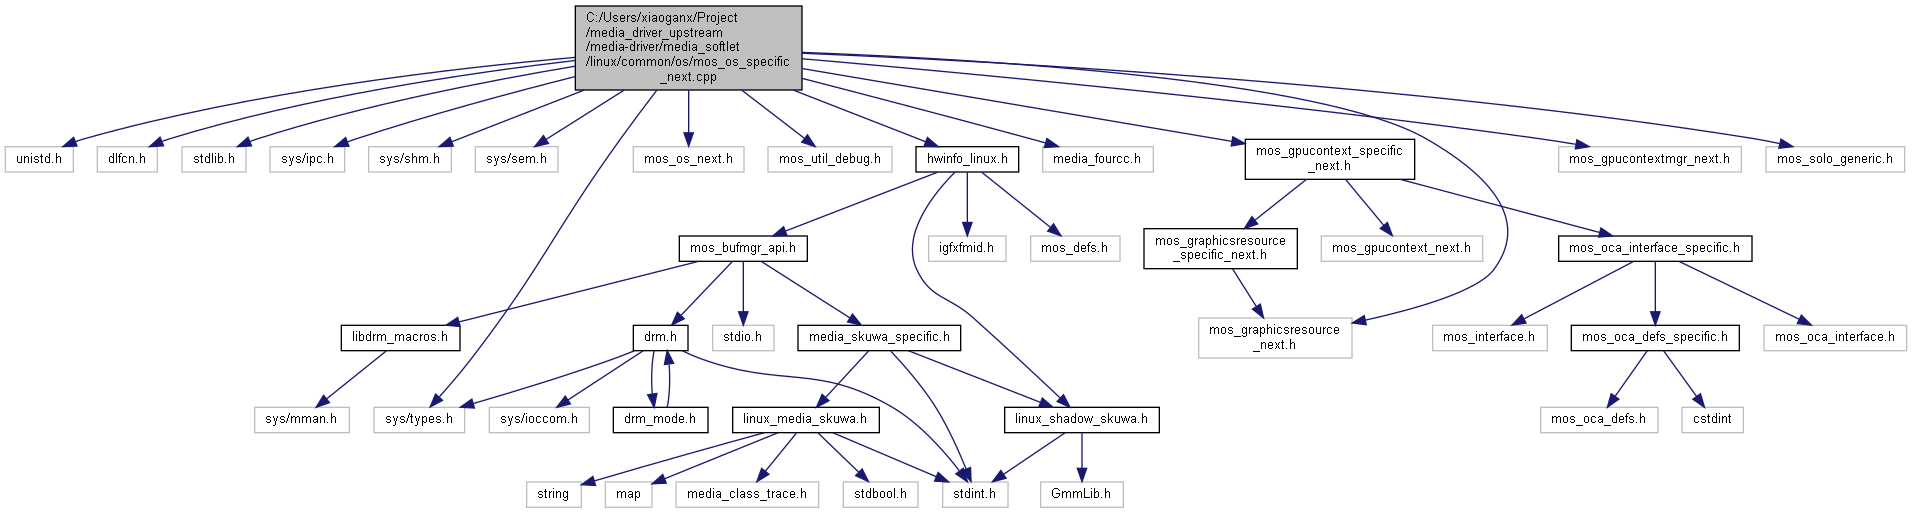 C:/Users/xiaoganx/Project
/media_driver_upstream
/media-driver/media_softlet
/linux/common/os/mos_os_specific
_next.cpp
unistd.h
dlfcn.h
stdlib.h
sys/ipc.h
sys/shm.h
sys/sem.h
mos_os_next.h
mos_util_debug.h
hwinfo_linux.h
media_fourcc.h
mos_gpucontext_specific
_next.h
mos_gpucontextmgr_next.h
mos_solo_generic.h
mos_bufmgr_api.h
igfxfmid.h
mos_defs.h
mos_graphicsresource
_specific_next.h
mos_gpucontext_next.h
mos_oca_interface_specific.h
libdrm_macros.h
drm.h
stdio.h
media_skuwa_specific.h
mos_graphicsresource
_next.h
mos_interface.h
mos_oca_defs_specific.h
mos_oca_interface.h
sys/mman.h
sys/types.h
sys/ioccom.h
drm_mode.h
linux_media_skuwa.h
linux_shadow_skuwa.h
mos_oca_defs.h
cstdint
string
map
media_class_trace.h
stdbool.h
stdint.h
GmmLib.h